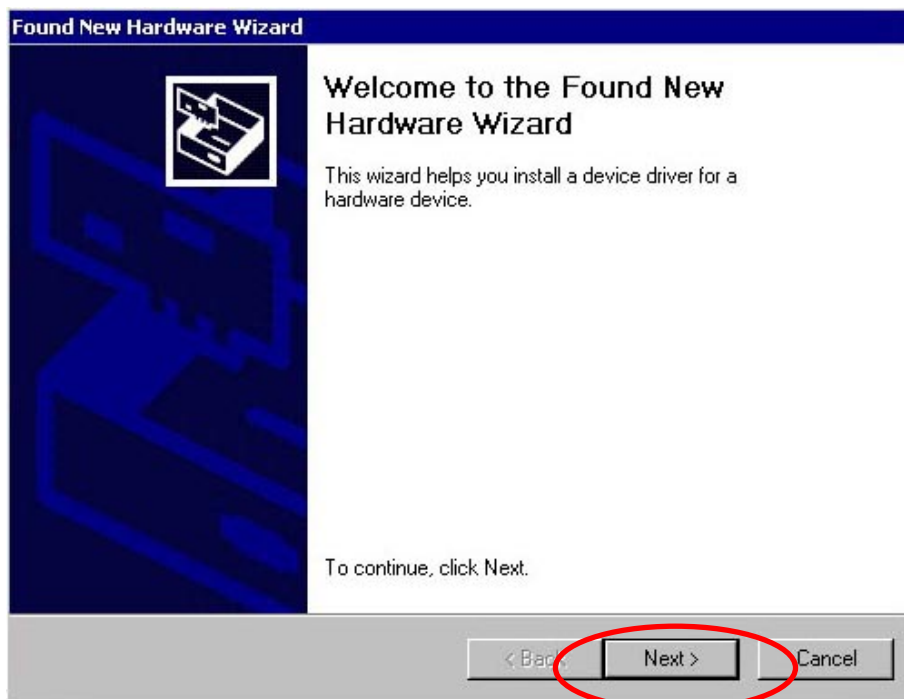 Found New Hardware Wizard
Welcome to the Found New
Hardware Wizard
This wizard helps you install a device driver for a
hardware device.
To continue, click Next.
< Back
Next >
Cancel